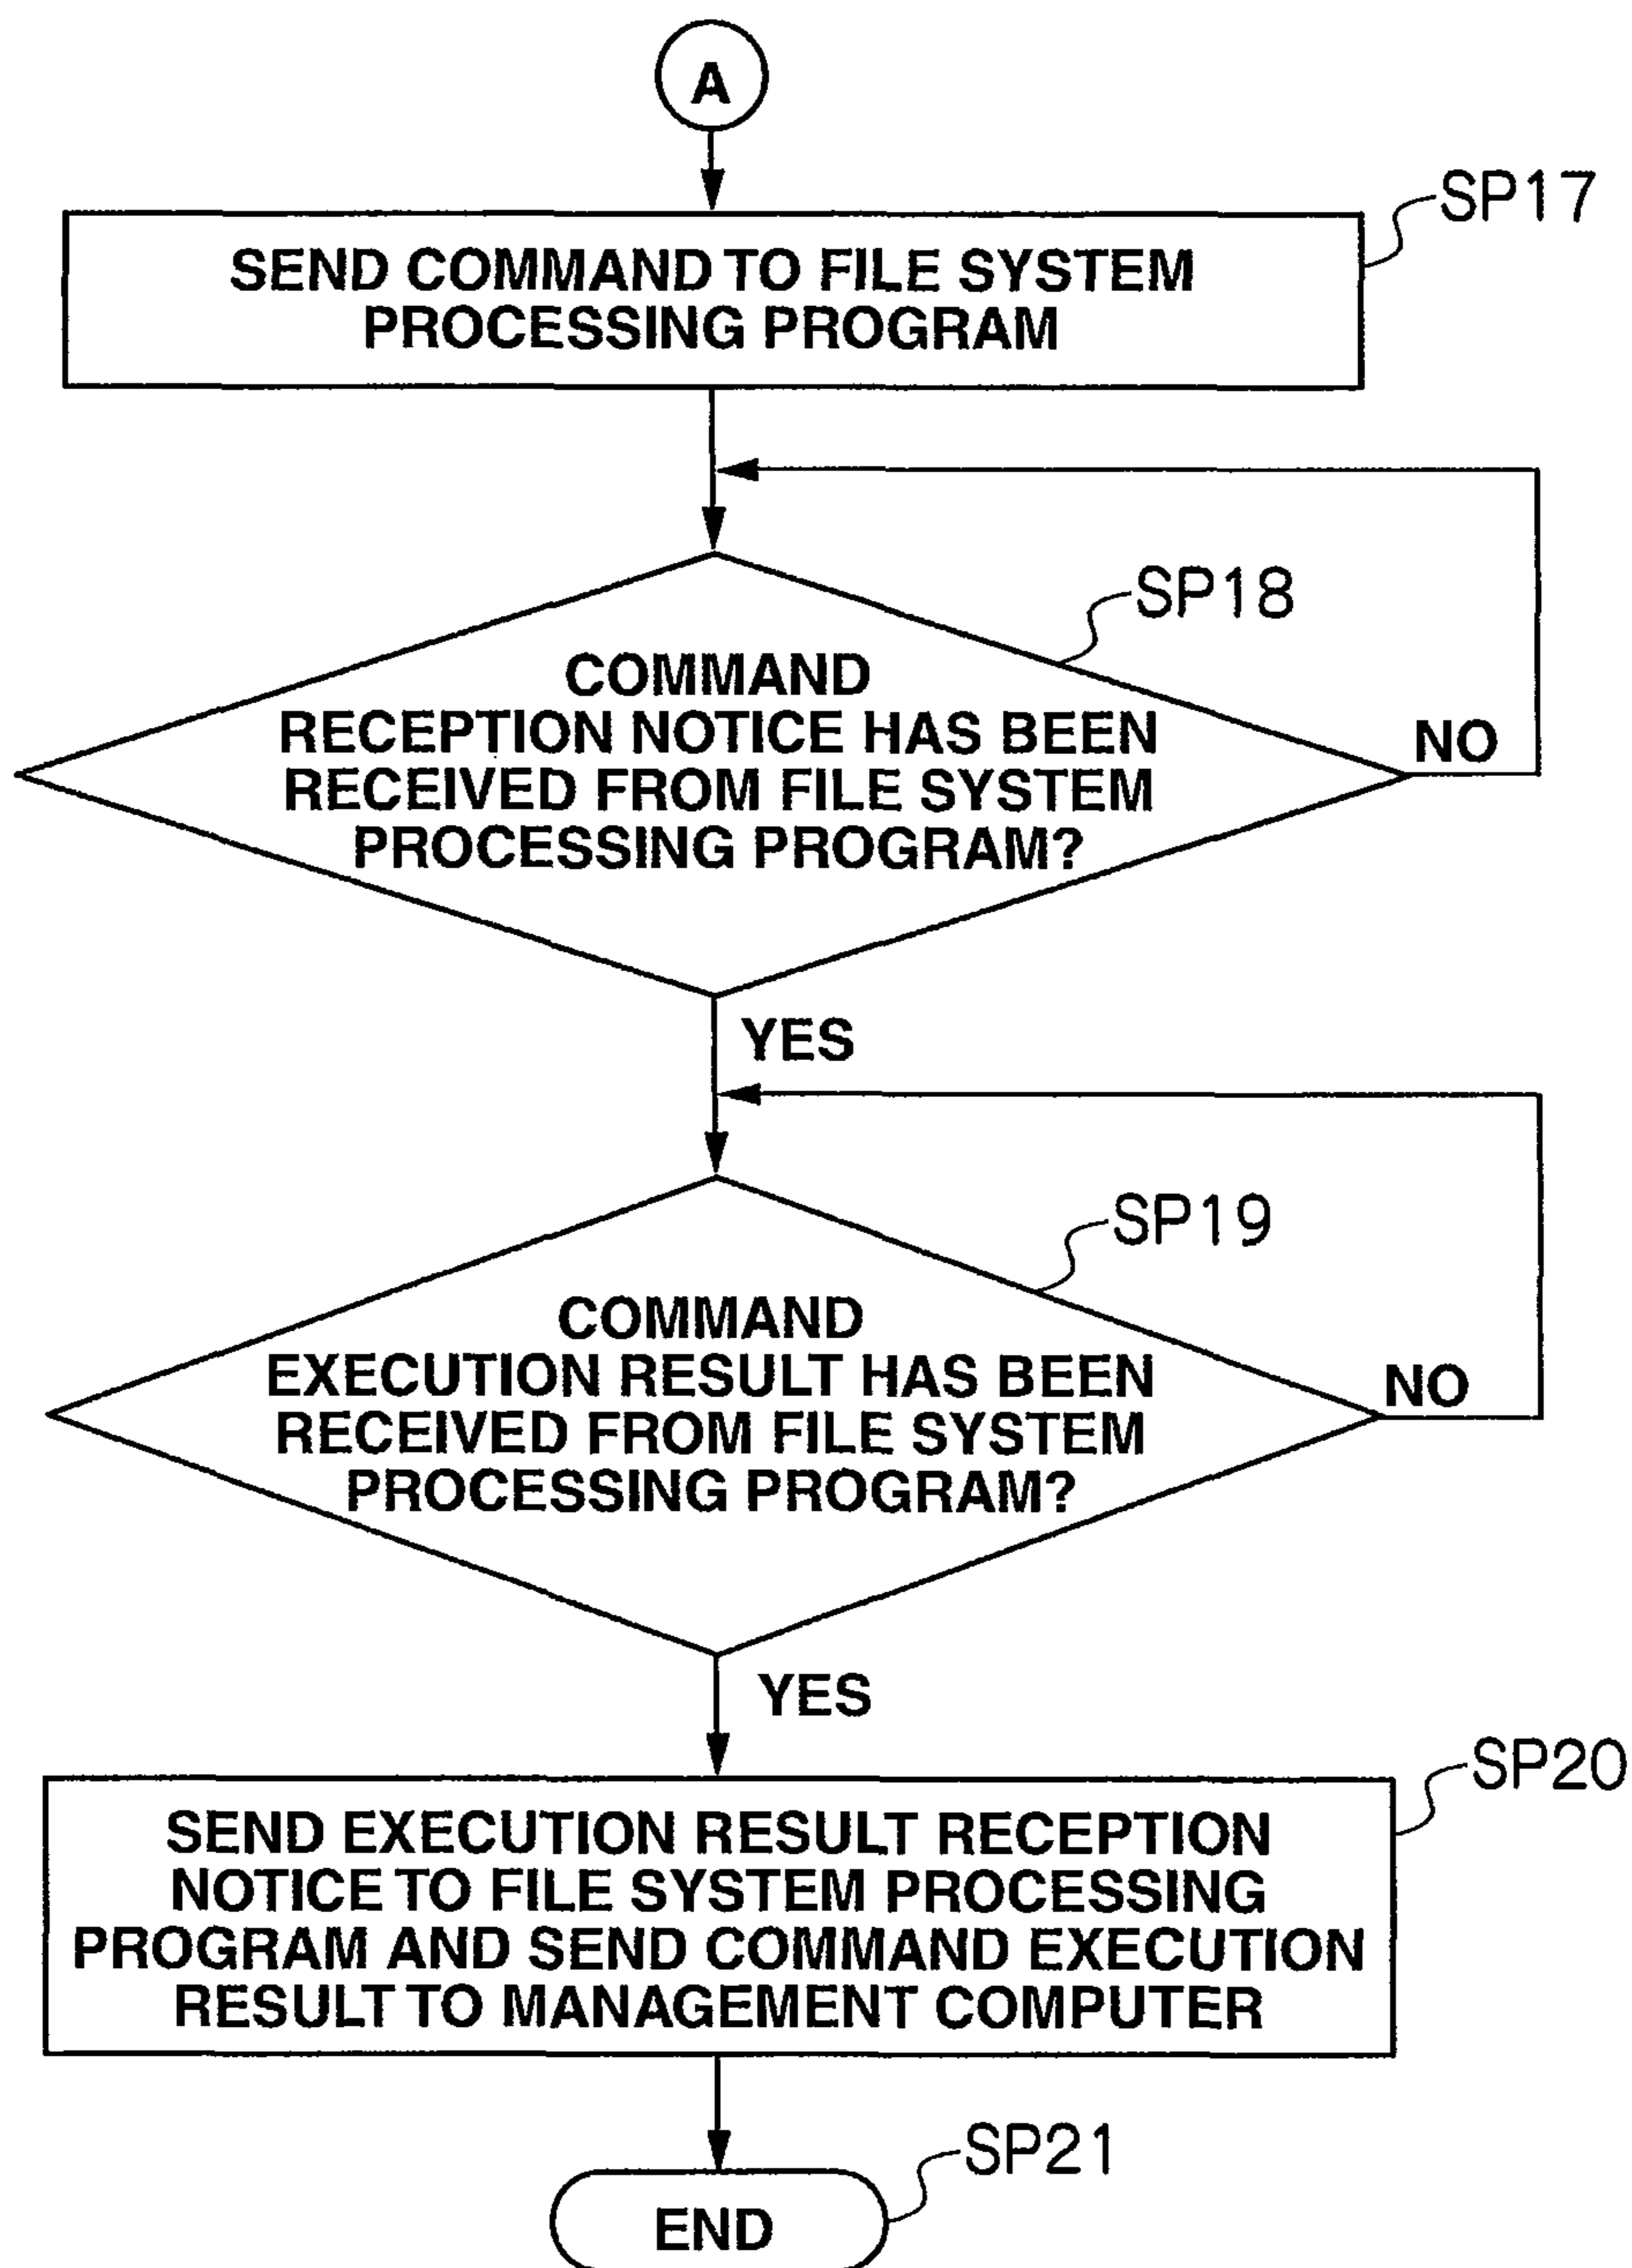 A
SP17
SEND COMMAND TO FILE SYSTEM
PROCESSING PROGRAM
SP18
COMMAND
RECEPTION NOTICE HAS BEEN
RECEIVED FROM FILE SYSTEM
PROCESSING PROGRAM?
NO
YES
SP19
COMMAND
EXECUTION RESULT HAS BEEN
RECEIVED FROM FILE SYSTEM
PROCESSING PROGRAM?
NO
YES
SP20
SEND EXECUTION RESULT RECEPTION
NOTICE TO FILE SYSTEM PROCESSING
PROGRAM AND SEND COMMAND EXECUTION
RESULT TO MANAGEMENT COMPUTER
SP21
END